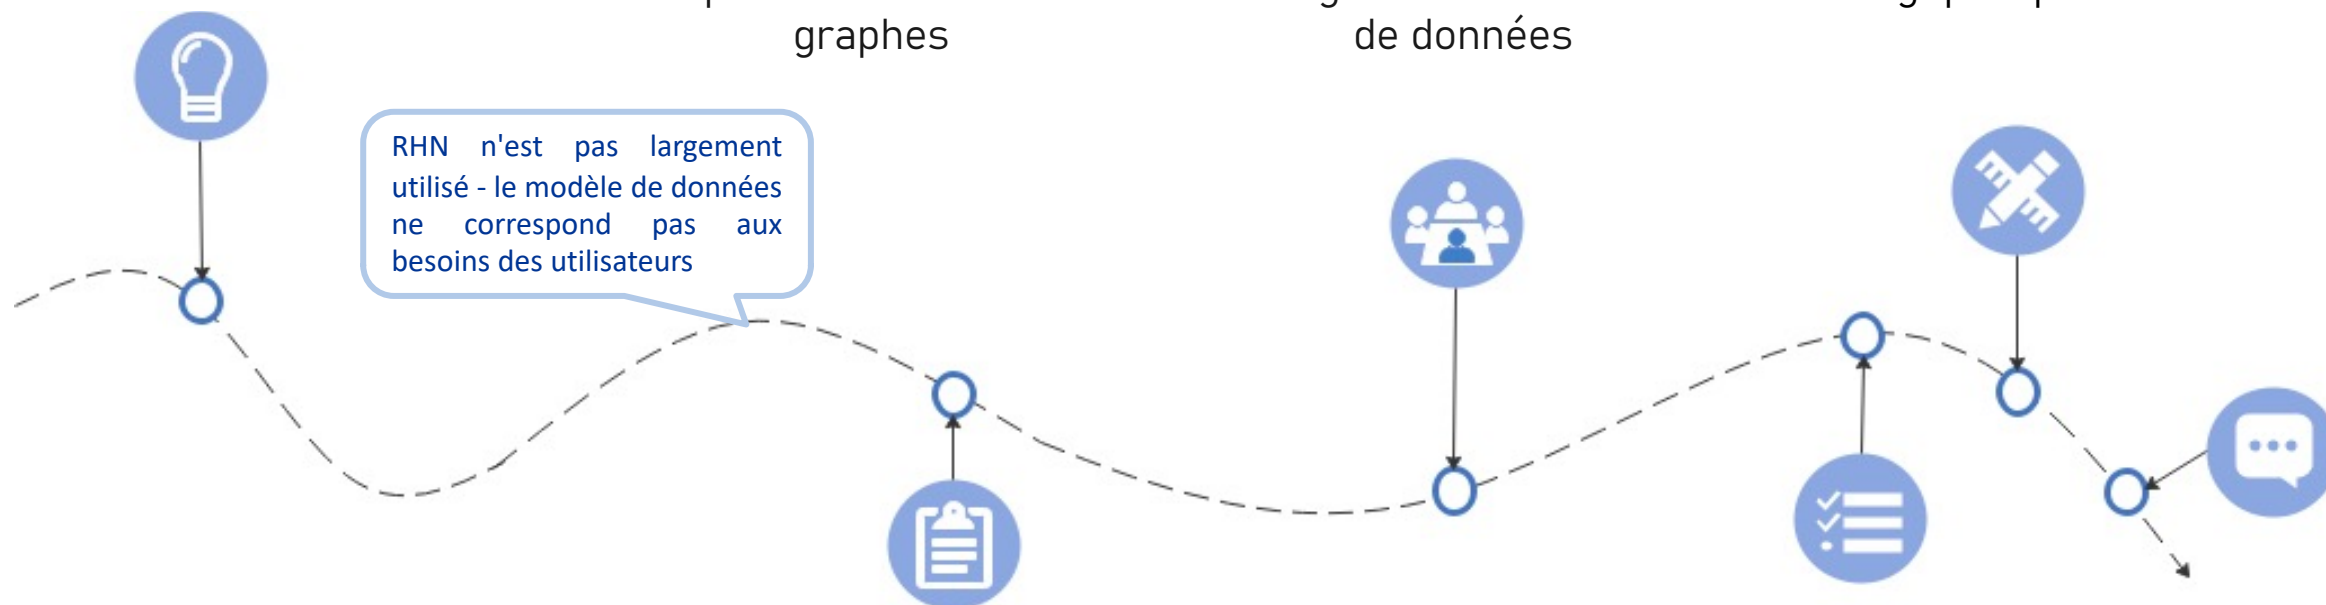 graphes
de données
RHN n'est pas largement
utilisé - le modèle de données
ne correspond pas aux
besoins des utilisateurs